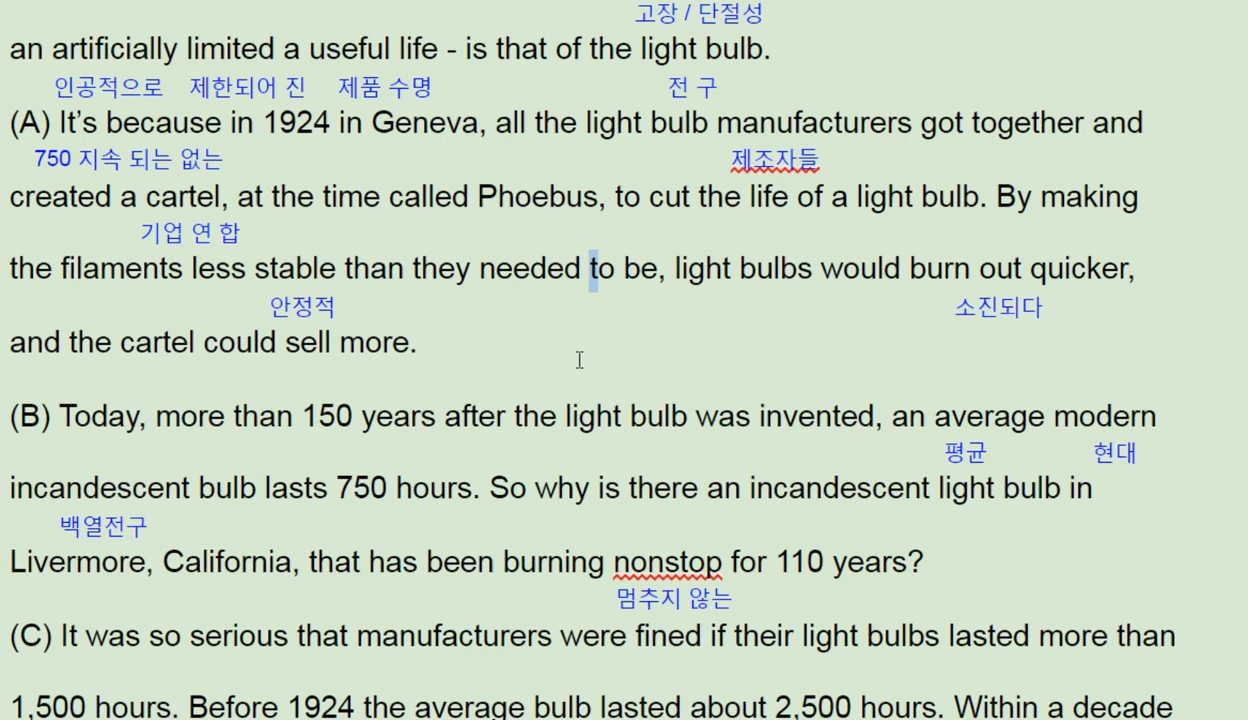 고장 / 단절성
an artificially limited a useful life - is that of the light bulb.
인공적으로 제한되어 진 제품 수명 전 구
(A) It's because in 1924 in Geneva, all the light bulb manufacturers got together and
750 지속 되는 없는 제조자들
created a cartel, at the time called Phoebus, to cut the life of a light bulb. By making
기업 연 합
the filaments less stable than they needed to be, light bulbs would burn out quicker,
안정적 소진되다
and the cartel could sell more.
(B) Today, more than 150 years after the light bulb was invented, an average modern
평균 현대
incandescent bulb lasts 750 hours. So why is there an incandescent light bulb in
백열전구
Livermore, California, that has been burning nonstop for 110 years?
멈추지 않는
(C) It was so serious that manufacturers were fined if their light bulbs lasted more than
1,500 hours. Before 1924 the average bulb lasted about 2,500 hours. Within a decade